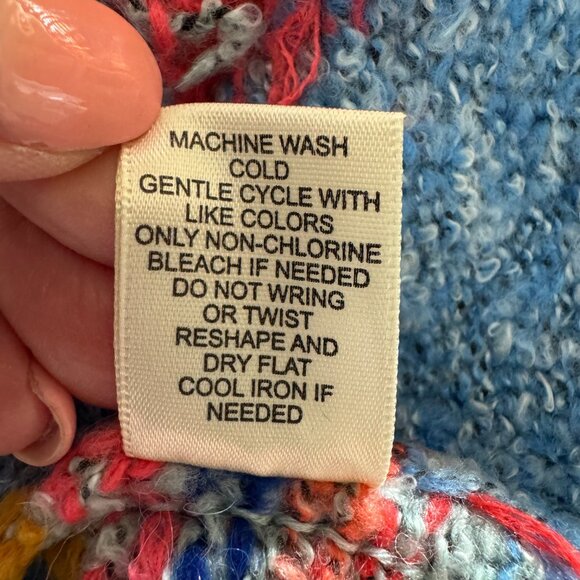 MACHINE WASH
COLD
GENTLE CYCLE WITH
LIKE COLORS
ONLY NON-CHLORINE
BLEACH IF NEEDED
DO NOT WRING
OR TWIST
RESHAPE AND
DRY FLAT
COOL IRON IF
NEEDED